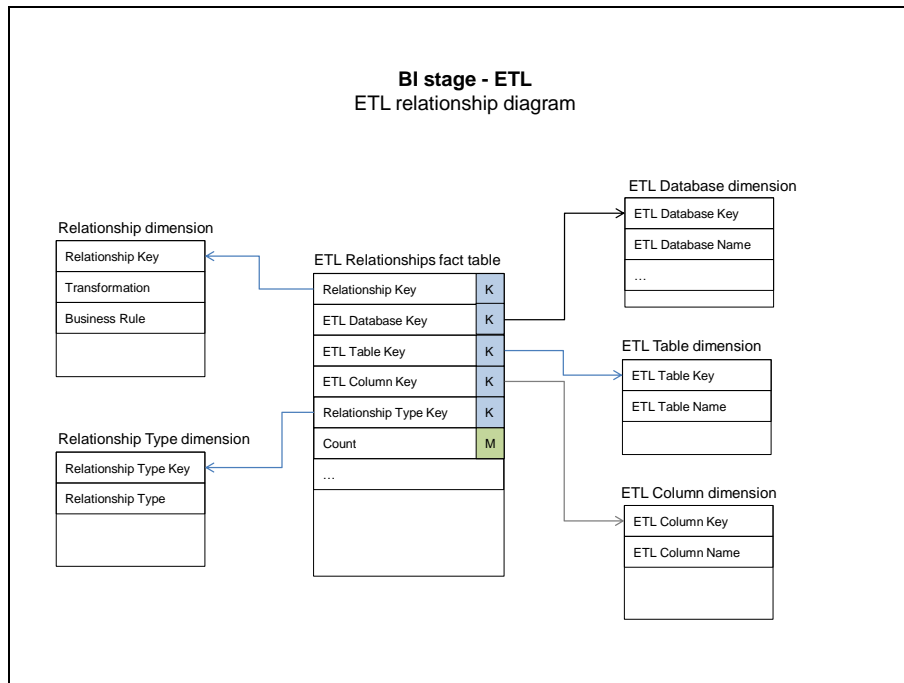 BI stage - ETL
ETL relationship diagram
Relationship dimension
Relationship Key
Transformation
Business Rule
Relationship Type dimension
Relationship Type Key
Relationship Type
ETL Relationships fact table
Relationship Key K
ETL Database Key K
ETL Table Key K
ETL Column Key K
Relationship Type Key K
Count M
…
ETL Database dimension
ETL Database Key
ETL Database Name
…
ETL Table dimension
ETL Table Key
ETL Table Name
ETL Column dimension
ETL Column Key
ETL Column Name